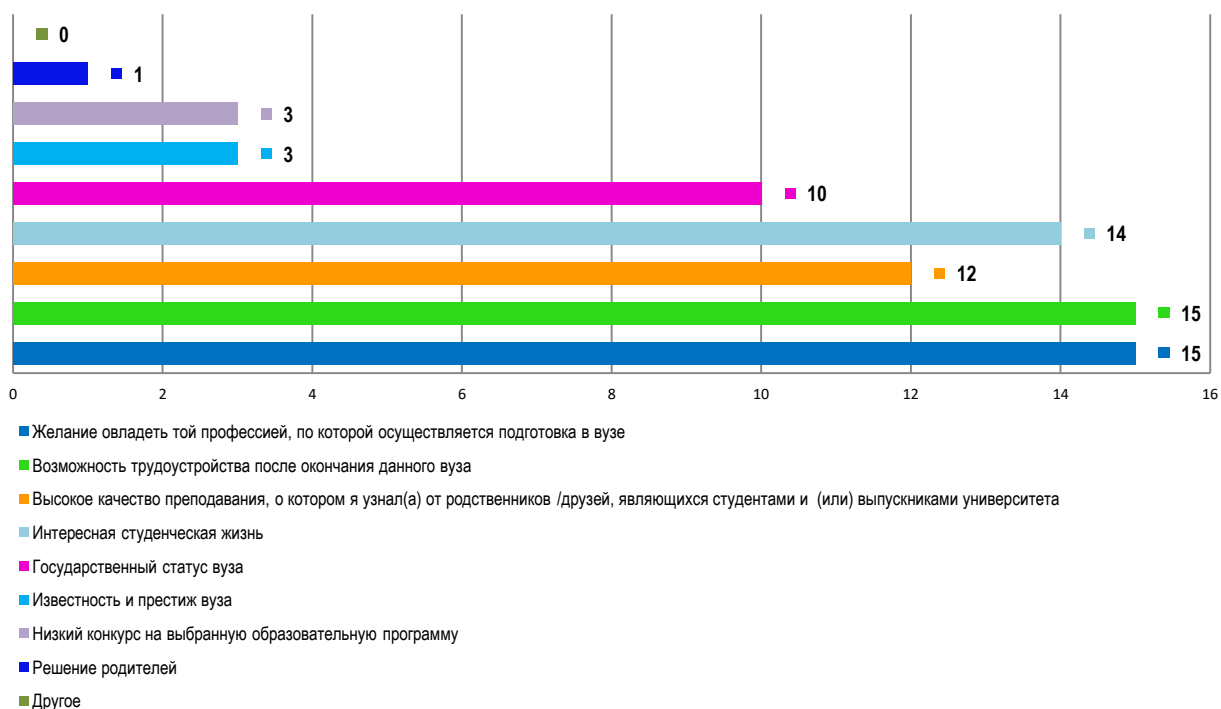 0
1
3
3
10
14
12
15
15
0 2 4 6 8 10 12 14 16
Желание овладеть той профессией, по которой осуществляется подготовка в вузе
Возможность трудоустройства после окончания данного вуза
Высокое качество преподавания, о котором я узнал(а) от родственников /друзей, являющихся студентами и (или) выпускниками университета
Интересная студенческая жизнь
Государственный статус вуза
Известность и престиж вуза
Низкий конкурс на выбранную образовательную программу
Решение родителей
Другое